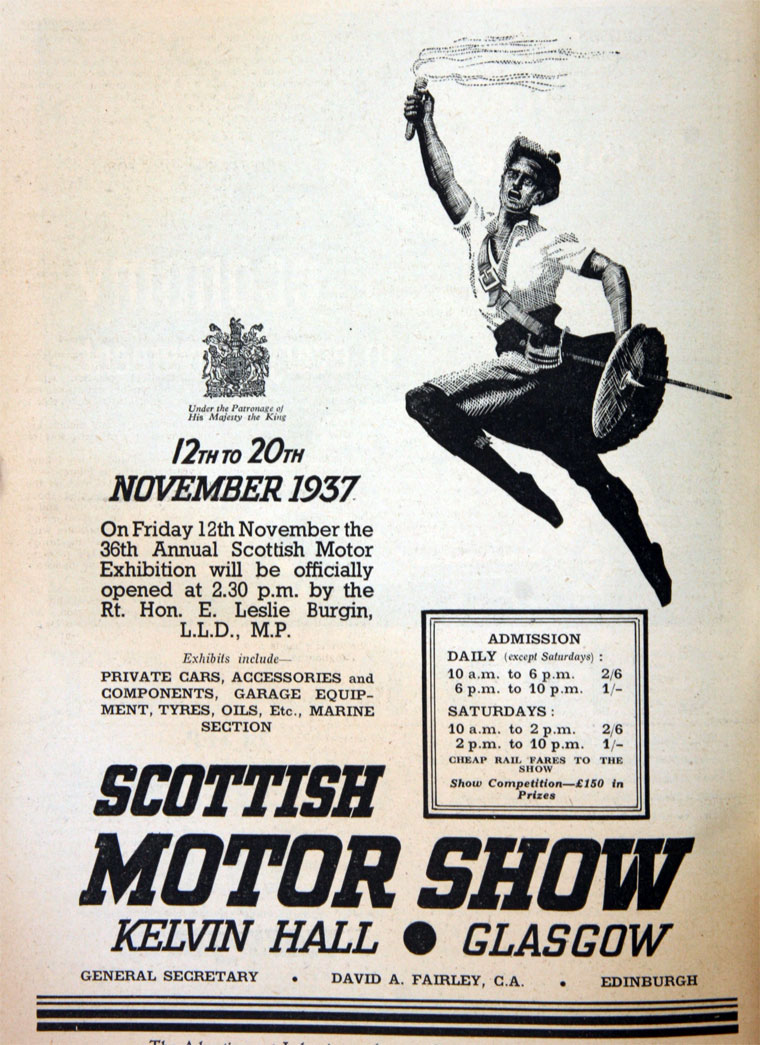 Under the Patronage of
His Majesty the King
12TH TO 20TH
NOVEMBER 1937
On Friday 12th November the
36th Annual Scottish Motor
Exhibition will be officially
opened at 2.30 p.m. by the
Rt. Hon. E. Leslie Burgin,
L.L.D., M.P.
Exhibits include—
PRIVATE CARS, ACCESSORIES and
COMPONENTS, GARAGE EQUIP-
MENT, TYRES, OILS, Etc., MARINE
SECTION
ADMISSION
DAILY (except Saturdays) :
10 a.m. to 6 p.m. 2/6
6 p.m. to 10 p.m. 1/-
SATURDAYS :
10 a.m. to 2 p.m. 2/6
2 p.m. to 10 p.m. 1/-
CHEAP RAIL FARES TO THE
SHOW
Show Competition—£150 in
Prizes
SCOTTISH
MOTOR SHOW
KELVIN HALL ● GLASGOW
GENERAL SECRETARY • DAVID A. FAIRLEY, C.A. • EDINBURGH